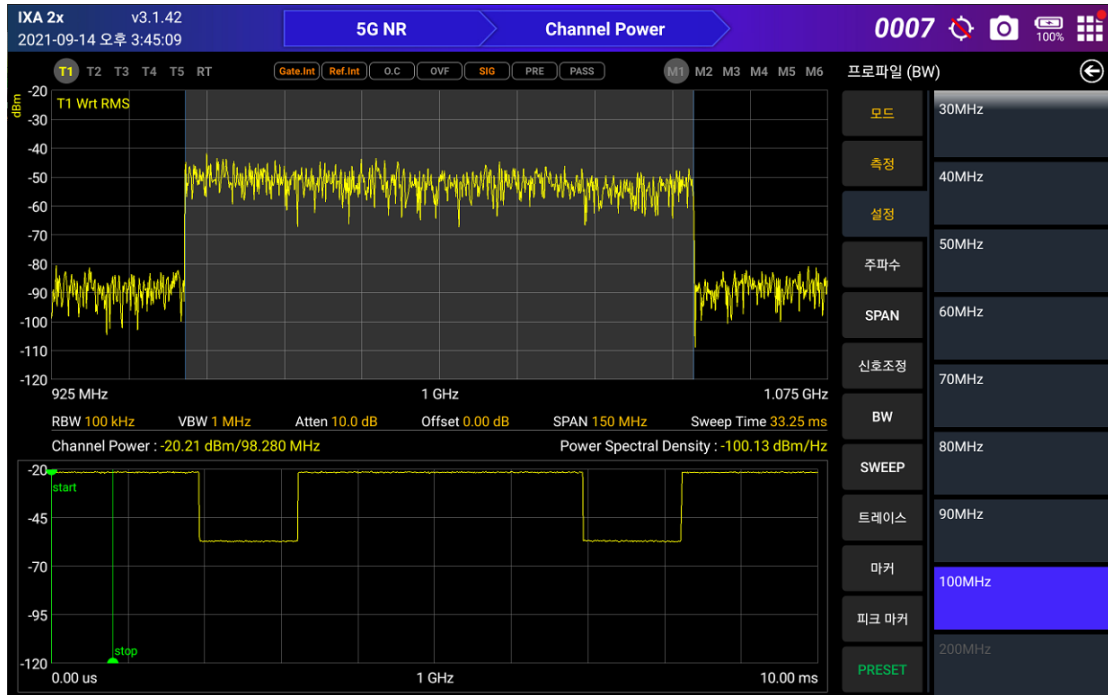 IXA 2x v3.1.42
2021-09-14 오후 3:45:09
5G NR
Channel Power
0007
100%
T1 T2 T3 T4 T5 RT
Gate.Int Ref.Int O.C OVF SIG PRE PASS
M1 M2 M3 M4 M5 M6
dBm
T1 Wrt RMS
-20
-30
-40
-50
-60
-70
-80
-90
-100
-110
-120
925 MHz 1 GHz 1.075 GHz
RBW 100 kHz VBW 1 MHz Atten 10.0 dB Offset 0.00 dB SPAN 150 MHz Sweep Time 33.25 ms
Channel Power : -20.21 dBm/98.280 MHz Power Spectral Density : -100.13 dBm/Hz
-20
start
-45
-70
-95
stop
-120
0.00 us 1 GHz 10.00 ms
프로파일 (BW)
모드
측정
설정
주파수
SPAN
신호조정
BW
SWEEP
트레이스
마커
피크 마커
PRESET
30MHz
40MHz
50MHz
60MHz
70MHz
80MHz
90MHz
100MHz
200MHz